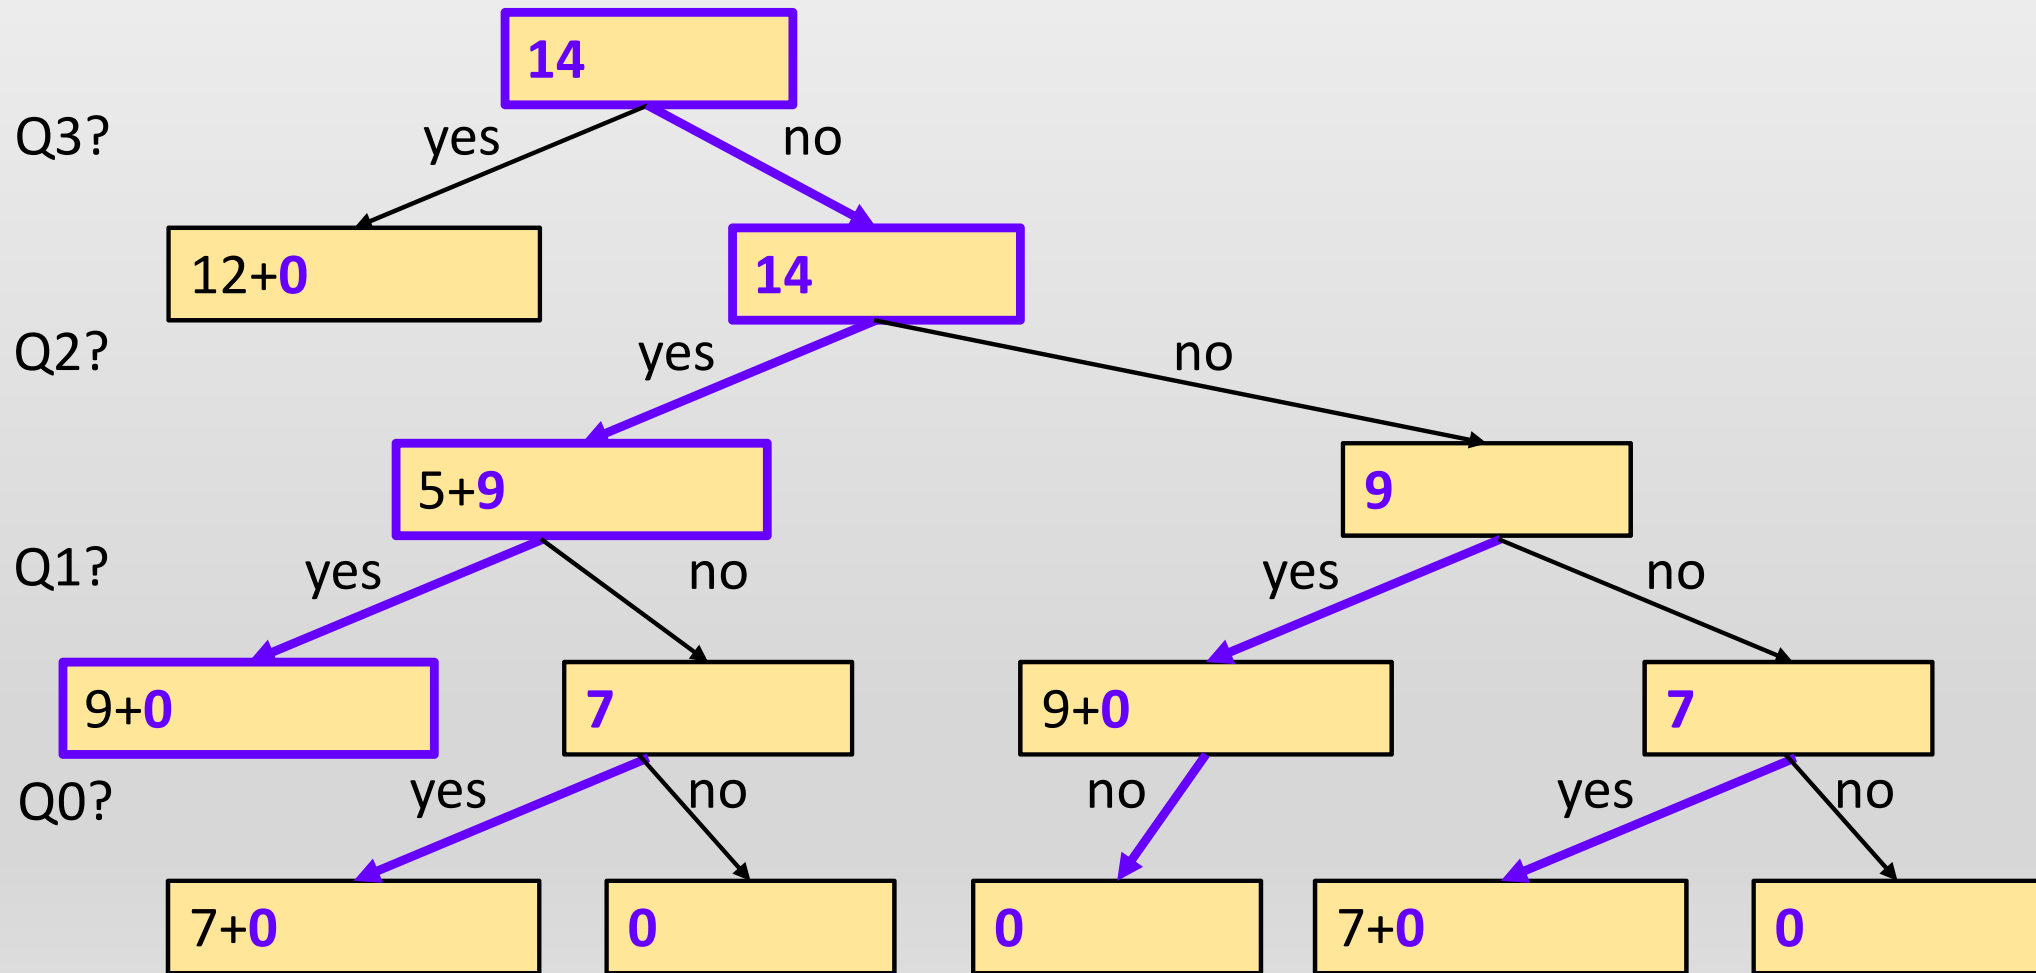 14
Q3?
yes
no
12+0
14
Q2?
yes
no
5+9
9
Q1?
yes
no
yes
no
9+0
7
9+0
7
Q0?
yes
no
no
yes
no
7+0
0
0
7+0
0